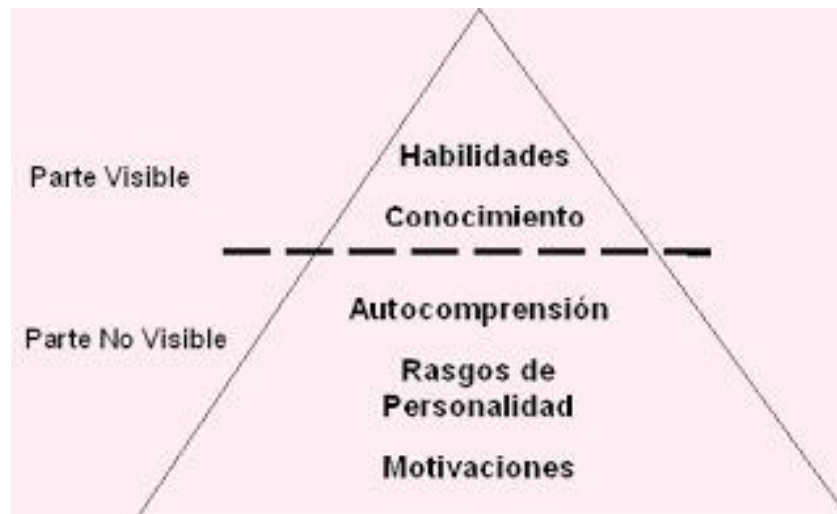 Habilidades
Parte Visible
Conocimiento
Autocomprensión
Parte No Visible
Rasgos de
Personalidad
Motivaciones